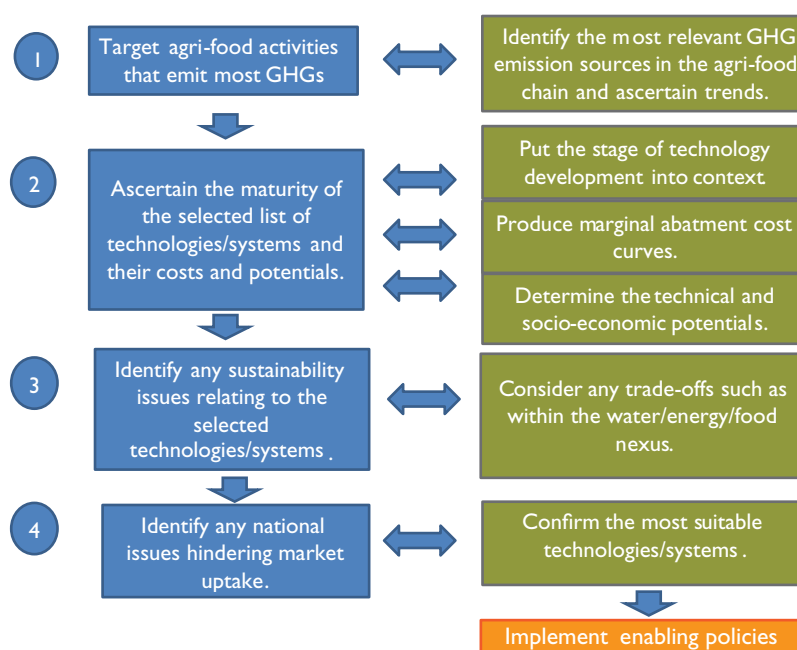 1
Target agri-food activities
that emit most GHGs
Identify the most relevant GHG
emission sources in the agri-food
chain and ascertain trends.
2
Ascertain the maturity of
the selected list of
technologies/systems and
their costs and potentials.
Put the stage of technology
development into context
Produce marginal abatment cost
curves.
Determine the technical and
socio-economic potentials.
3
Identify any sustainability
issues relating to the
selected
technologies/systems .
Consider any trade-offs such as
within the water/energy/food
nexus.
4
Identify any national
issues hindering market
uptake.
Confirm the most suitable
technologies/systems .
Implement enabling policies